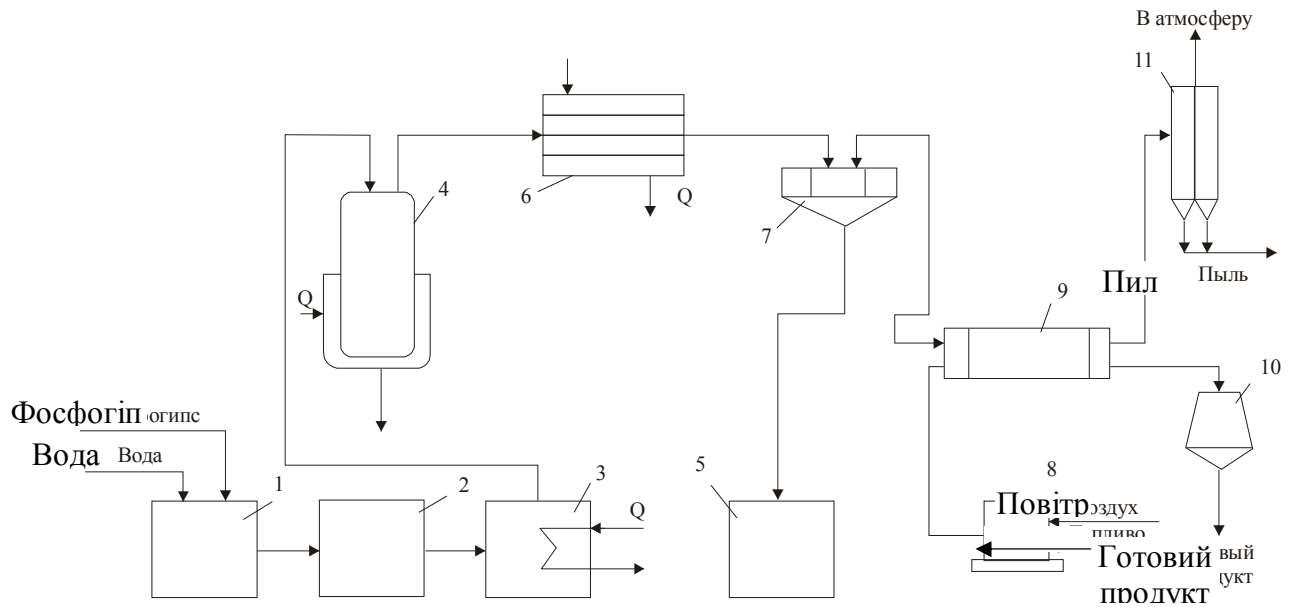 В атмосферу
11
4
6
Q
7
Пыль
Пил
9
Q
10
Фосфогіп огипс
Вода Вода
1
2
3
5
8
Q
Повітр оздух
пливо
Готовий вый
продукт дукт